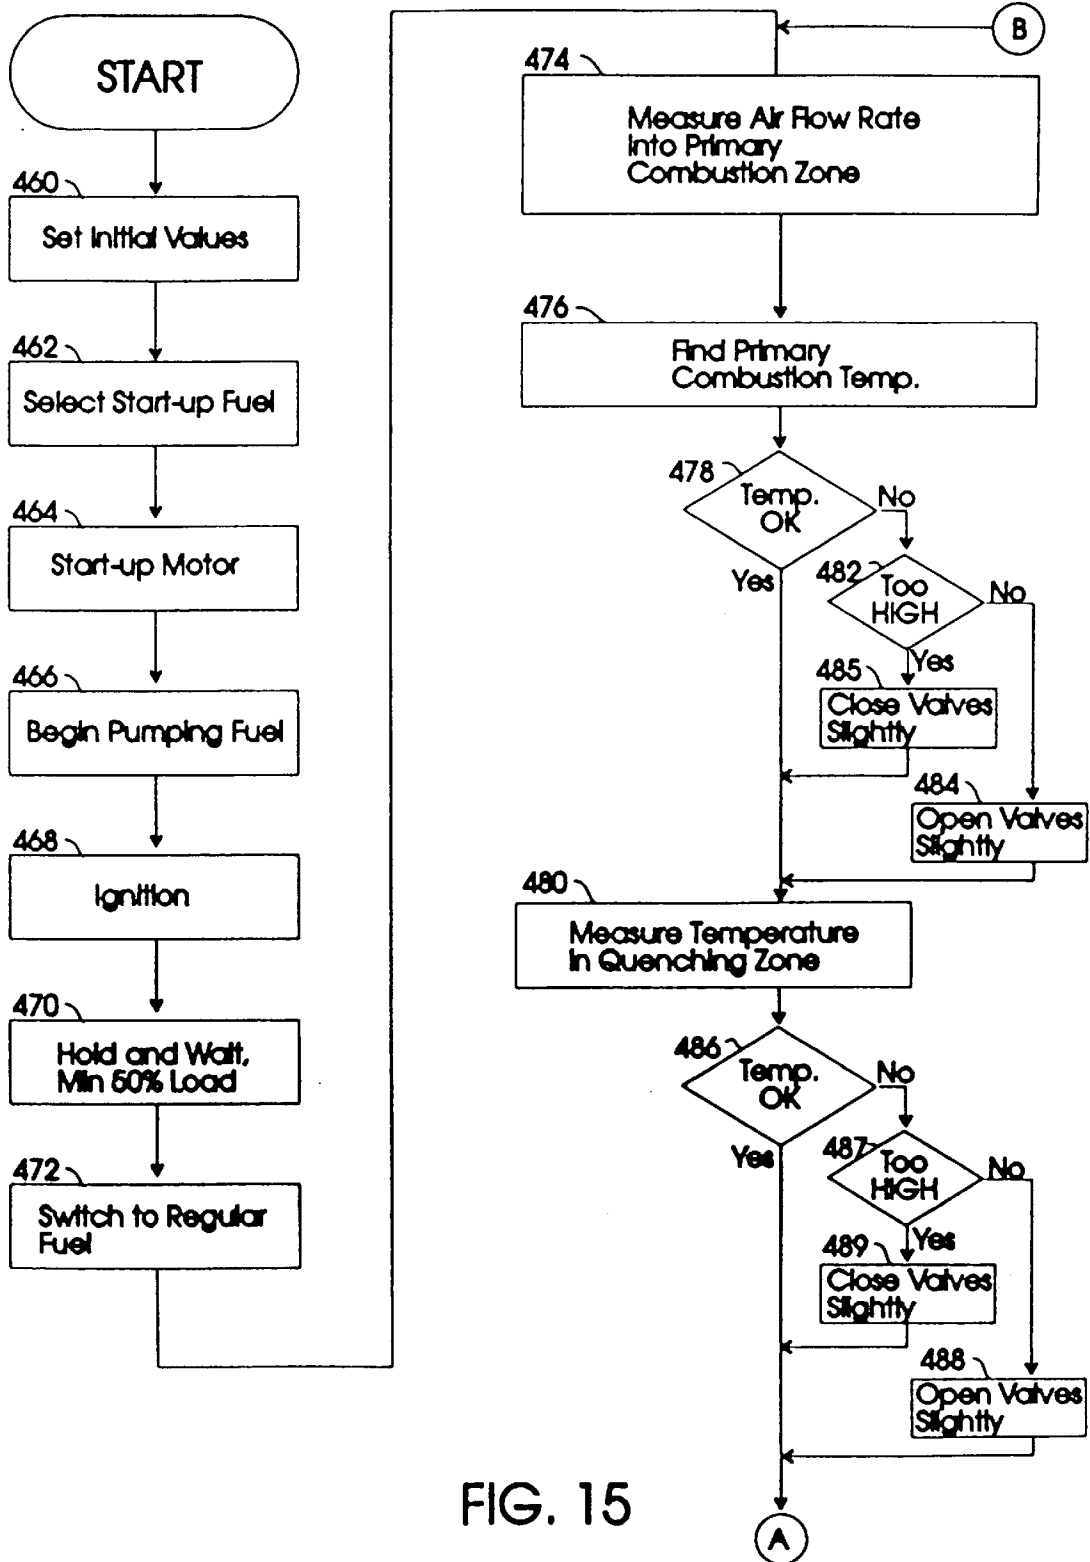 START
460
Set Initial Values
462
Select Start-up Fuel
464
Start-up Motor
466
Begin Pumping Fuel
468
Ignition
470
Hold and Wait,
Min 50% Load
472
Switch to Regular
Fuel
B
474
Measure Air Flow Rate
into Primary
Combustion Zone
476
Find Primary
Combustion Temp.
478
Temp.
OK
No
Yes
482
Too
HIGH
No
Yes
485
Close Valves
Slightly
484
Open Valves
Slightly
480
Measure Temperature
in Quenching Zone
486
Temp.
OK
No
Yes
487
Too
HIGH
No
Yes
489
Close Valves
Slightly
488
Open Valves
Slightly
A
FIG. 15